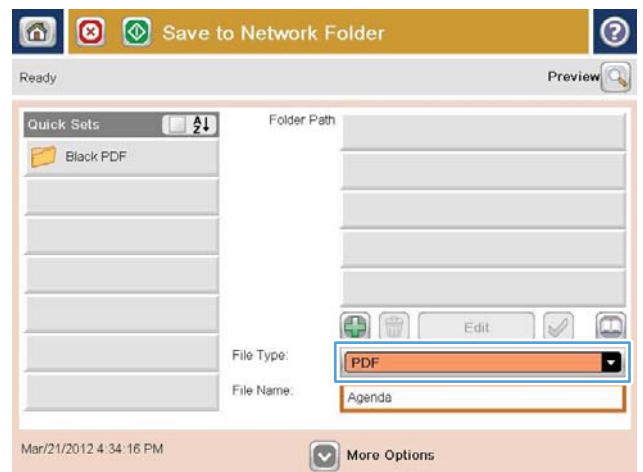 Save to Network Folder
Ready
Preview
Quick Sets
Folder Path
Black PDF
Edit
File Type:
PDF
File Name:
Agenda
Mar/21/2012 4:34:16 PM
More Options